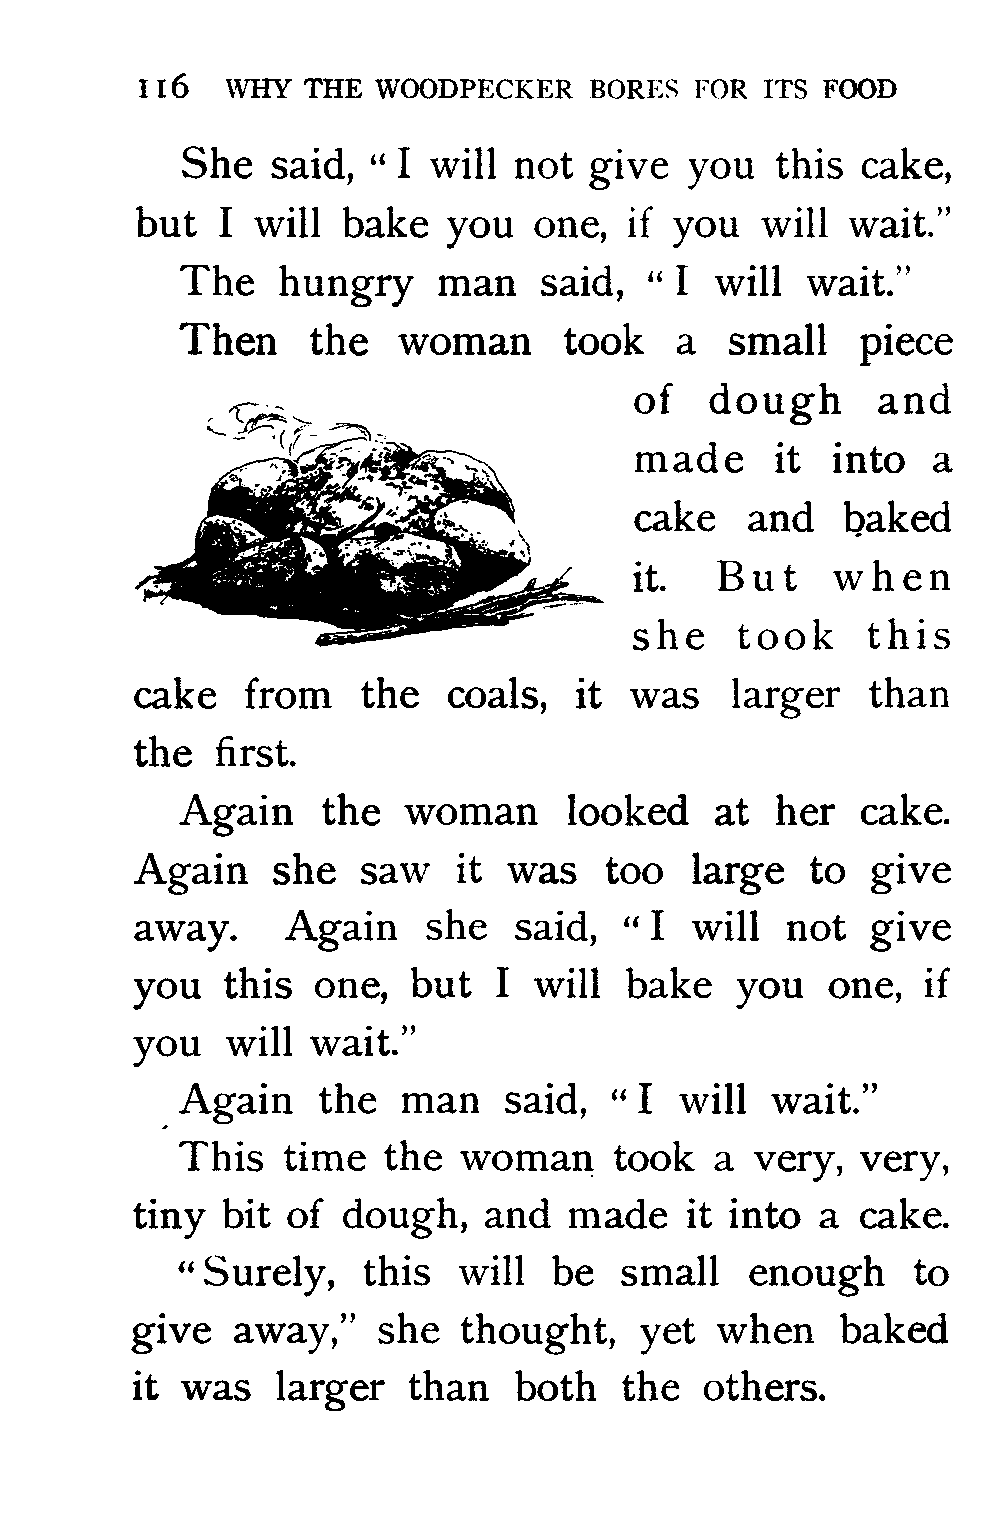 116 WHY THE WOODPECKER BORES FOR ITS FOOD
She said, “ I will not give you this cake,
but I will bake you one, if you will wait.”
The hungry man said, “ I will wait.”
Then the woman took a small piece
of dough and
made it into a
cake and baked
it. But when
she took this
cake from the coals, it was larger than
the first.
Again the woman looked at her cake.
Again she saw it was too large to give
away. Again she said, “ I will not give
you this one, but I will bake you one, if
you will wait.”
Again the man said, “ I will wait.”
This time the woman took a very, very,
tiny bit of dough, and made it into a cake.
“ Surely, this will be small enough to
give away,” she thought, yet when baked
it was larger than both the others.